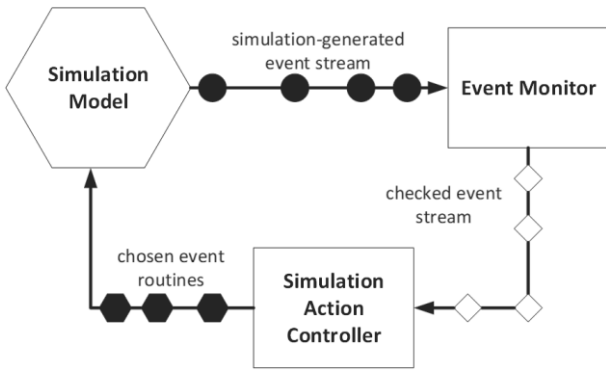 Simulation
Model
simulation-generated
event stream
Event Monitor
checked event
stream
Simulation
Action
Controller
chosen event
routines